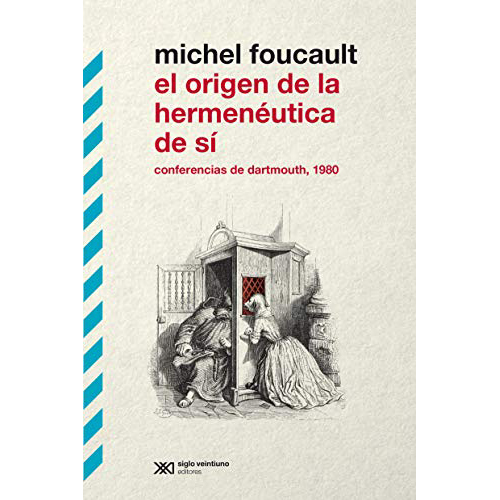 michel foucault
el origen de la
hermenéutica
de sí
conferencias de dartmouth, 1980
siglo veintiuno
editores